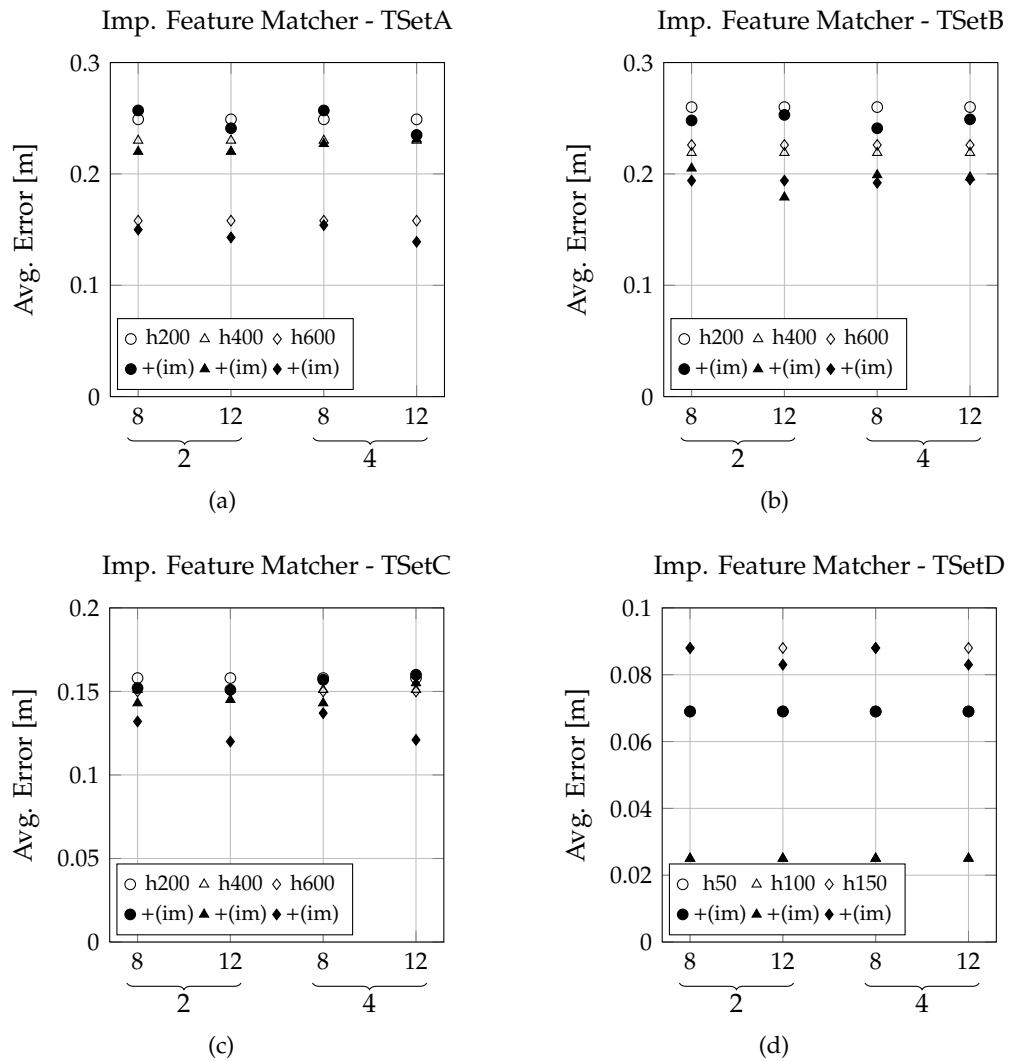 Imp. Feature Matcher - TSetA
0.3
0.2
0.1
0
Avg. Error [m]
h200 h400 h600
+(im) +(im) +(im)
8 12 8 12
2 4
(a)
Imp. Feature Matcher - TSetB
0.3
0.2
0.1
0
Avg. Error [m]
h200 h400 h600
+(im) +(im) +(im)
8 12 8 12
2 4
(b)
Imp. Feature Matcher - TSetC
0.2
0.15
0.1
0.05
0
Avg. Error [m]
h200 h400 h600
+(im) +(im) +(im)
8 12 8 12
2 4
(c)
Imp. Feature Matcher - TSetD
0.1
0.08
0.06
0.04
0.02
0
Avg. Error [m]
h50 h100 h150
+(im) +(im) +(im)
8 12 8 12
2 4
(d)